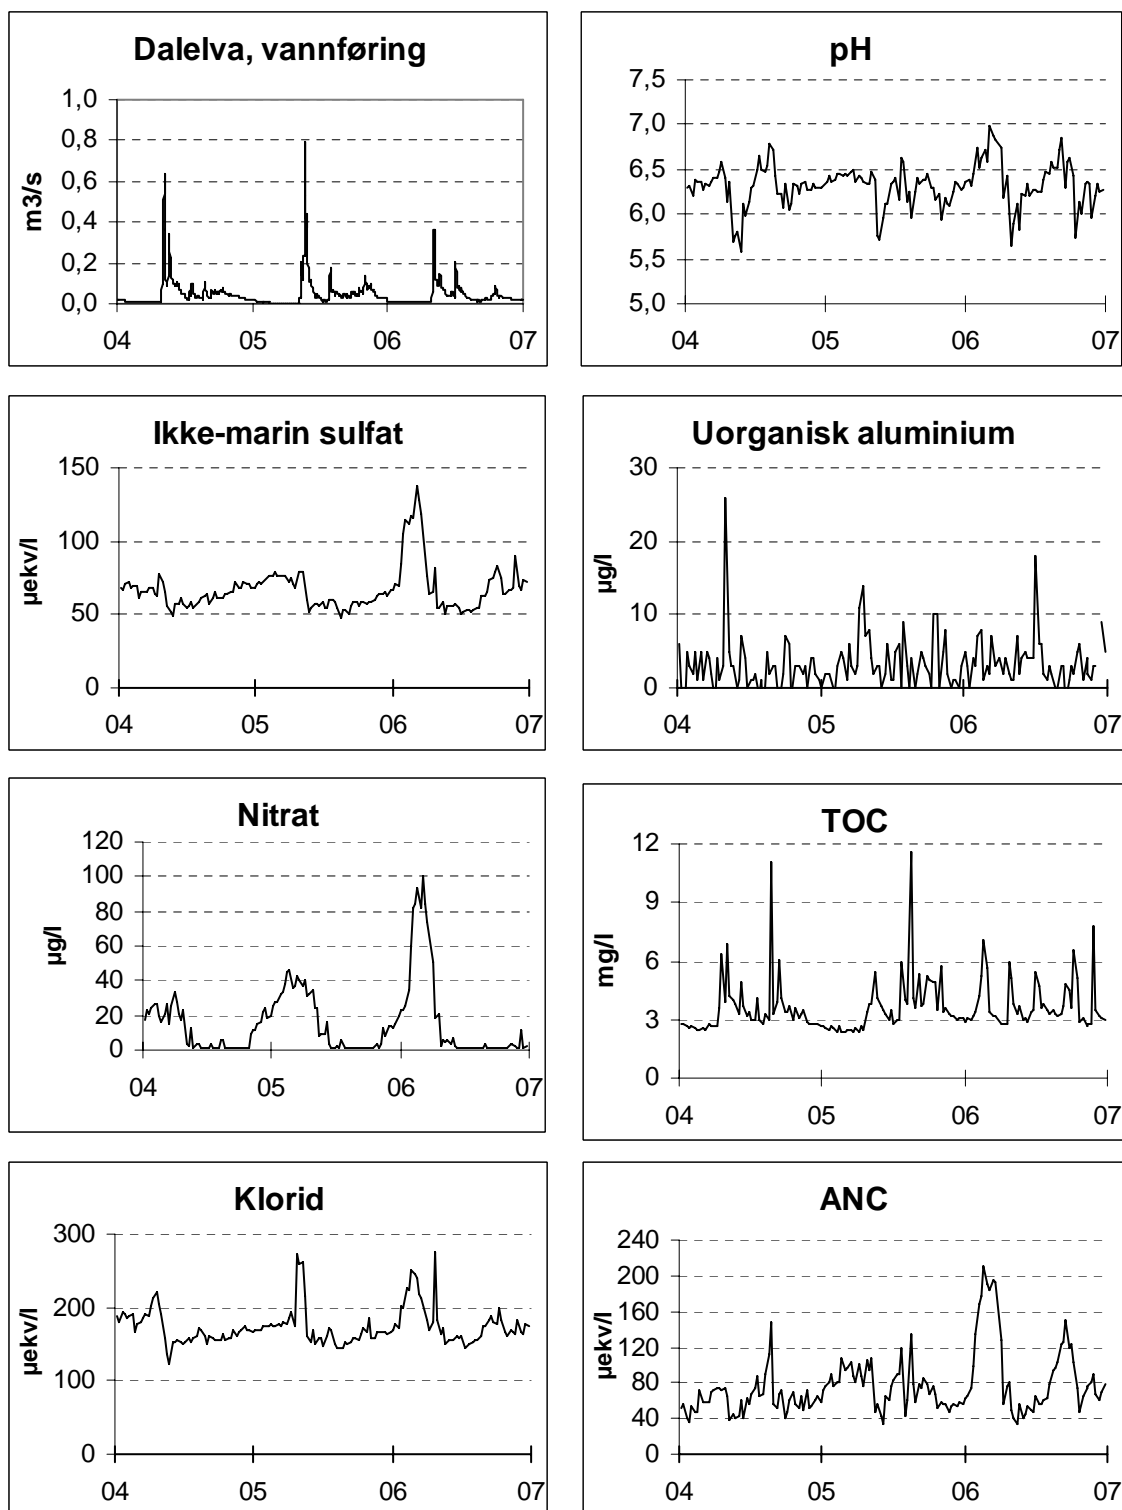 Dalelva, vannføring
m3/s
1,0
0,8
0,6
0,4
0,2
0,0
04 05 06 07
pH
7,5
7,0
6,5
6,0
5,5
5,0
04 05 06 07
Ikke-marin sulfat
µekv/l
150
100
50
0
04 05 06 07
Uorganisk aluminium
µg/l
30
20
10
0
04 05 06 07
Nitrat
µg/l
120
100
80
60
40
20
0
04 05 06 07
TOC
mg/l
12
9
6
3
0
04 05 06 07
Klorid
µekv/l
300
200
100
0
04 05 06 07
ANC
µekv/l
240
200
160
120
80
40
0
04 05 06 07